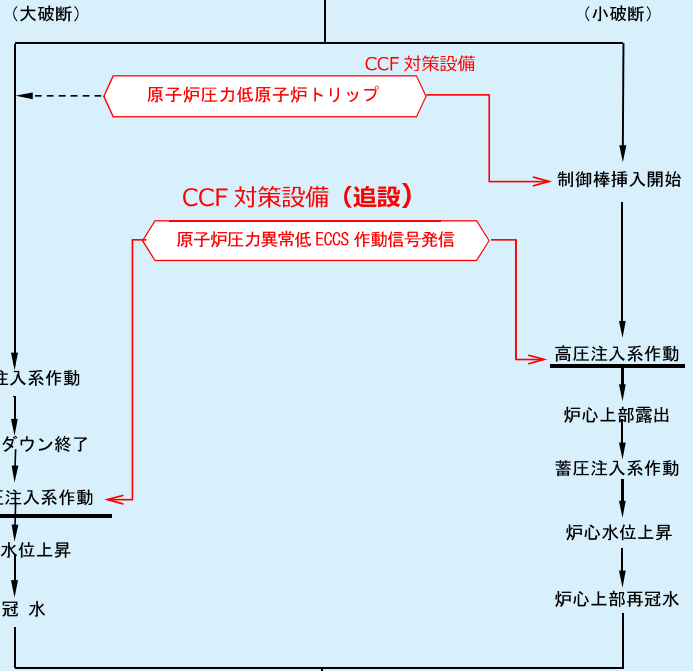 （大破断）
（小破断）
CCF 対策設備
原子炉圧力低原子炉トリップ
制御棒挿入開始
CCF 対策設備（追設）
原子炉圧力異常低 ECCS 作動信号発信
高圧注入系作動
注入系作動
炉心上部露出
ダウン終了
蓄圧注入系作動
圧注入系作動
炉心水位上昇
水位上昇
炉心上部再冠水
冠 水